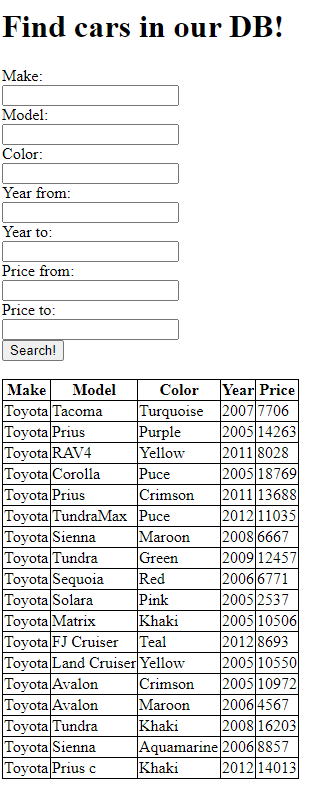 Find cars in our DB!
Make:
Model:
Color:
Year from:
Year to:
Price from:
Price to:
Search!
Make Model Color Year Price
Toyota Tacoma Turquoise 2007 7706
Toyota Prius Purple 2005 14263
Toyota RAV4 Yellow 2011 8028
Toyota Corolla Puce 2005 18769
Toyota Prius Crimson 2011 13688
Toyota TundraMax Puce 2012 11035
Toyota Sienna Maroon 2008 6667
Toyota Tundra Green 2009 12457
Toyota Sequoia Red 2006 6771
Toyota Solara Pink 2005 2537
Toyota Matrix Khaki 2005 10506
Toyota FJ Cruiser Teal 2012 8693
Toyota Land Cruiser Yellow 2005 10550
Toyota Avalon Crimson 2005 10972
Toyota Avalon Maroon 2006 4567
Toyota Tundra Khaki 2008 16203
Toyota Sienna Aquamarine 2006 8857
Toyota Prius c Khaki 2012 14013